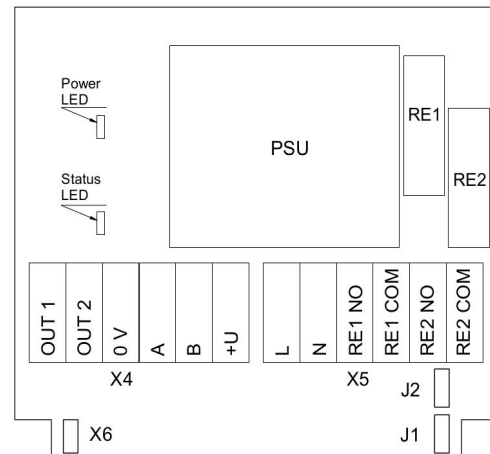 Power
LED
RE1
PSU
RE2
Status
LED
OUT 1
OUT 2
0 V
A
B
+U
L
N
RE1 NO
RE1 COM
RE2 NO
RE2 COM
X4
X5
J2
X6
J1